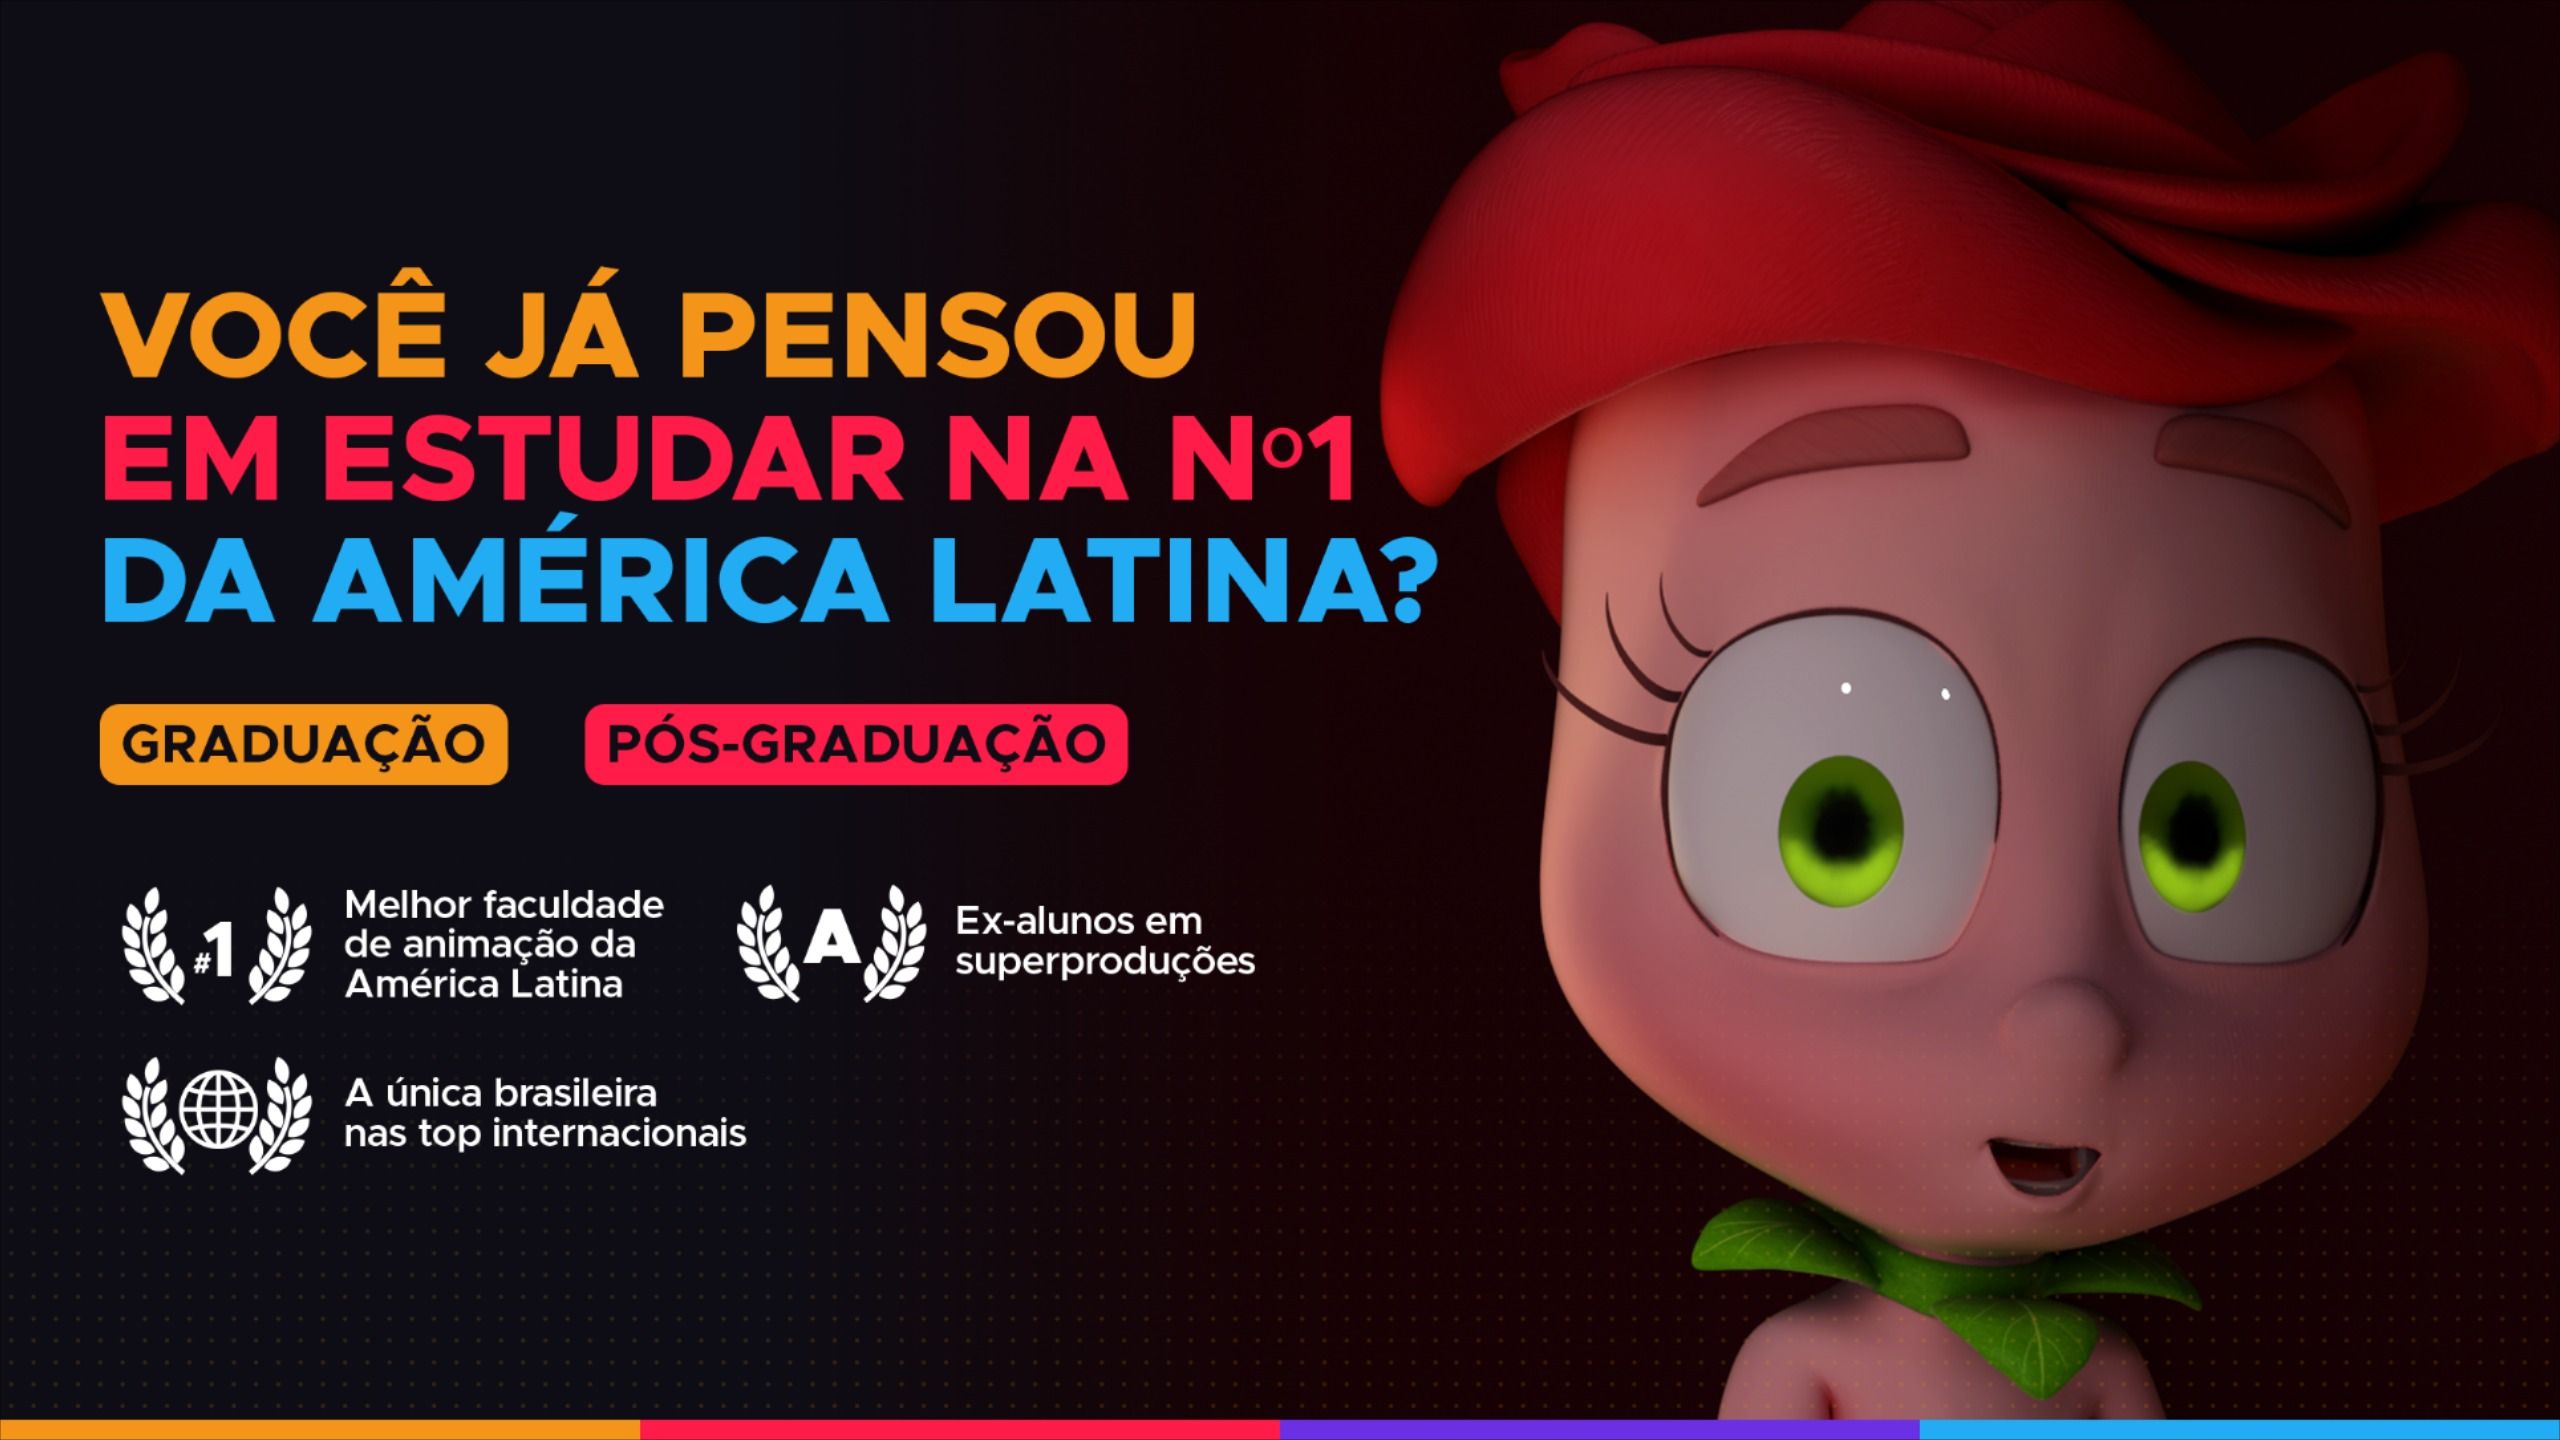 VOCÊ JÁ PENSOU
EM ESTUDAR NA Nº1
DA AMÉRICA LATINA?
GRADUAÇÃO
PÓS-GRADUAÇÃO
#1
Melhor faculdade
de animação da
América Latina
A
Ex-alunos em
superproduções
A única brasileira
nas top internacionais